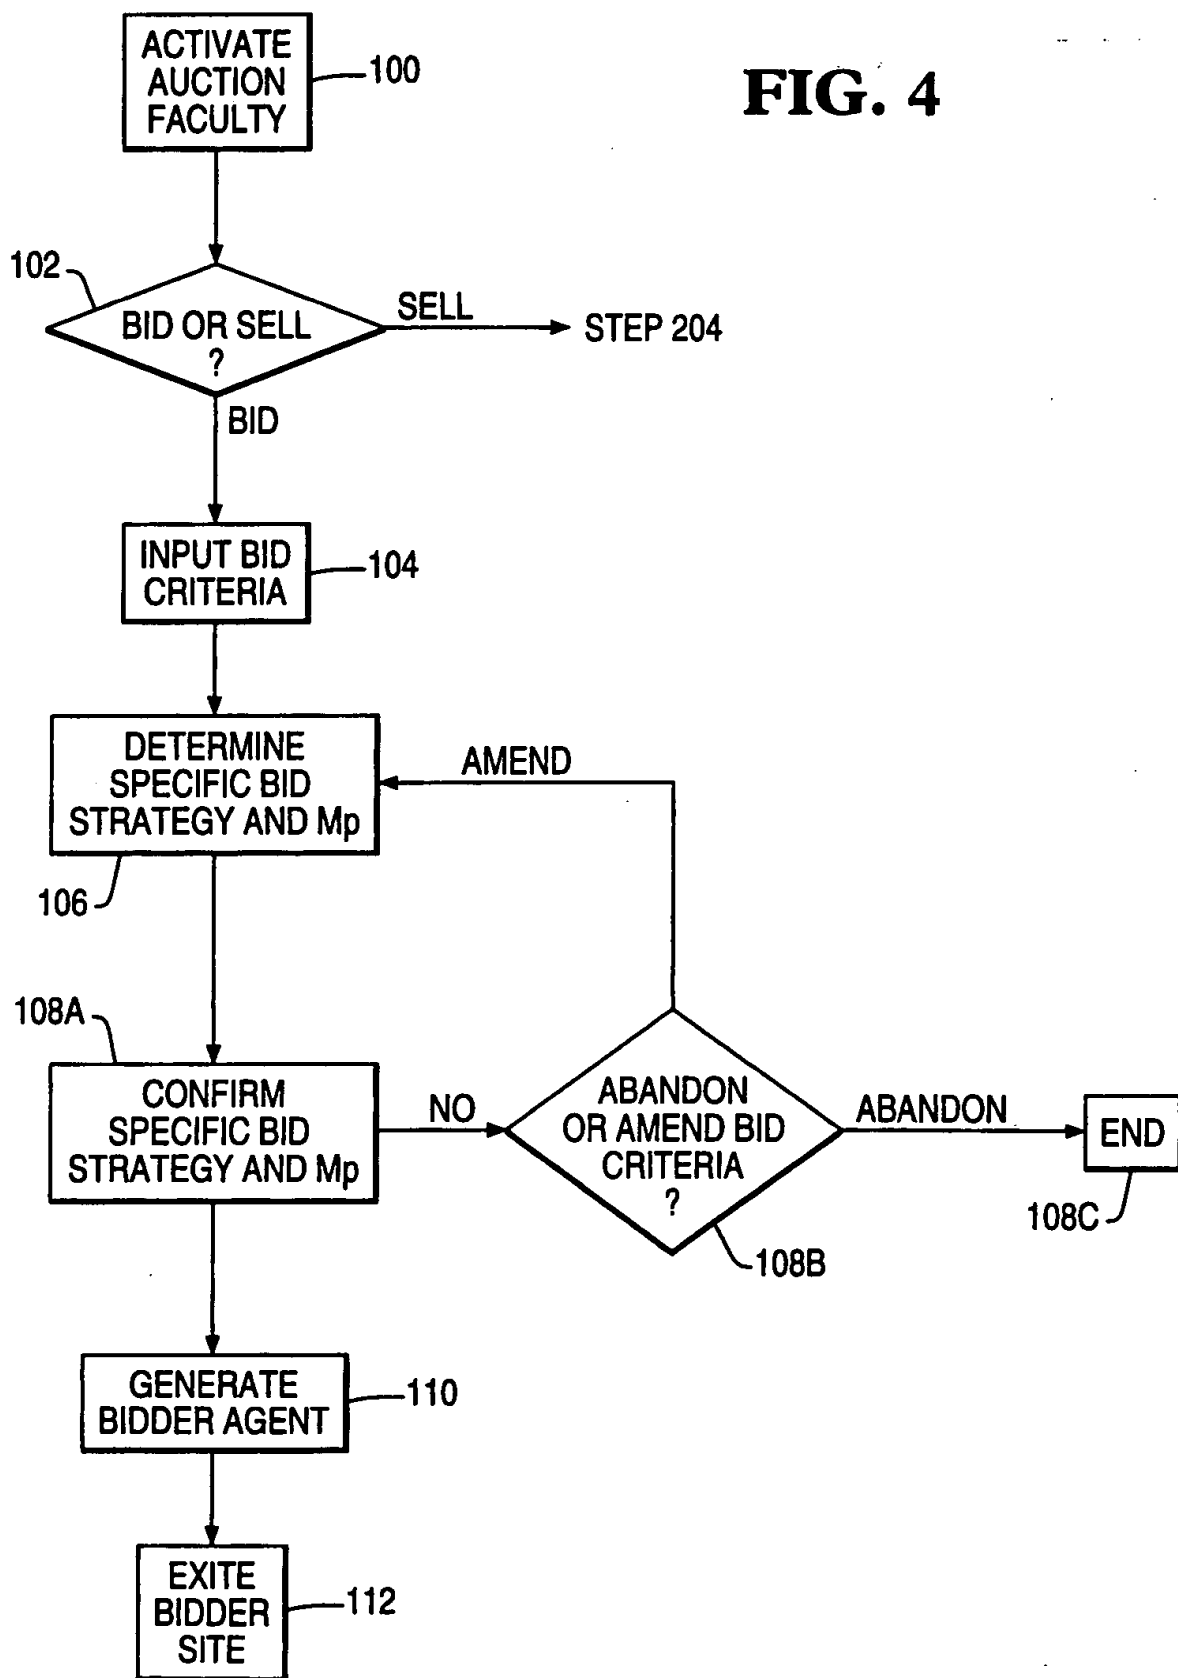 FIG. 4
ACTIVATE
AUCTION
FACULTY
100
102
BID OR SELL
?
SELL
STEP 204
BID
INPUT BID
CRITERIA
104
DETERMINE
SPECIFIC BID
STRATEGY AND Mp
AMEND
106
108A
CONFIRM
SPECIFIC BID
STRATEGY AND Mp
NO
ABANDON
OR AMEND BID
CRITERIA
?
ABANDON
END
108C
108B
GENERATE
BIDDER AGENT
110
EXITE
BIDDER
SITE
112